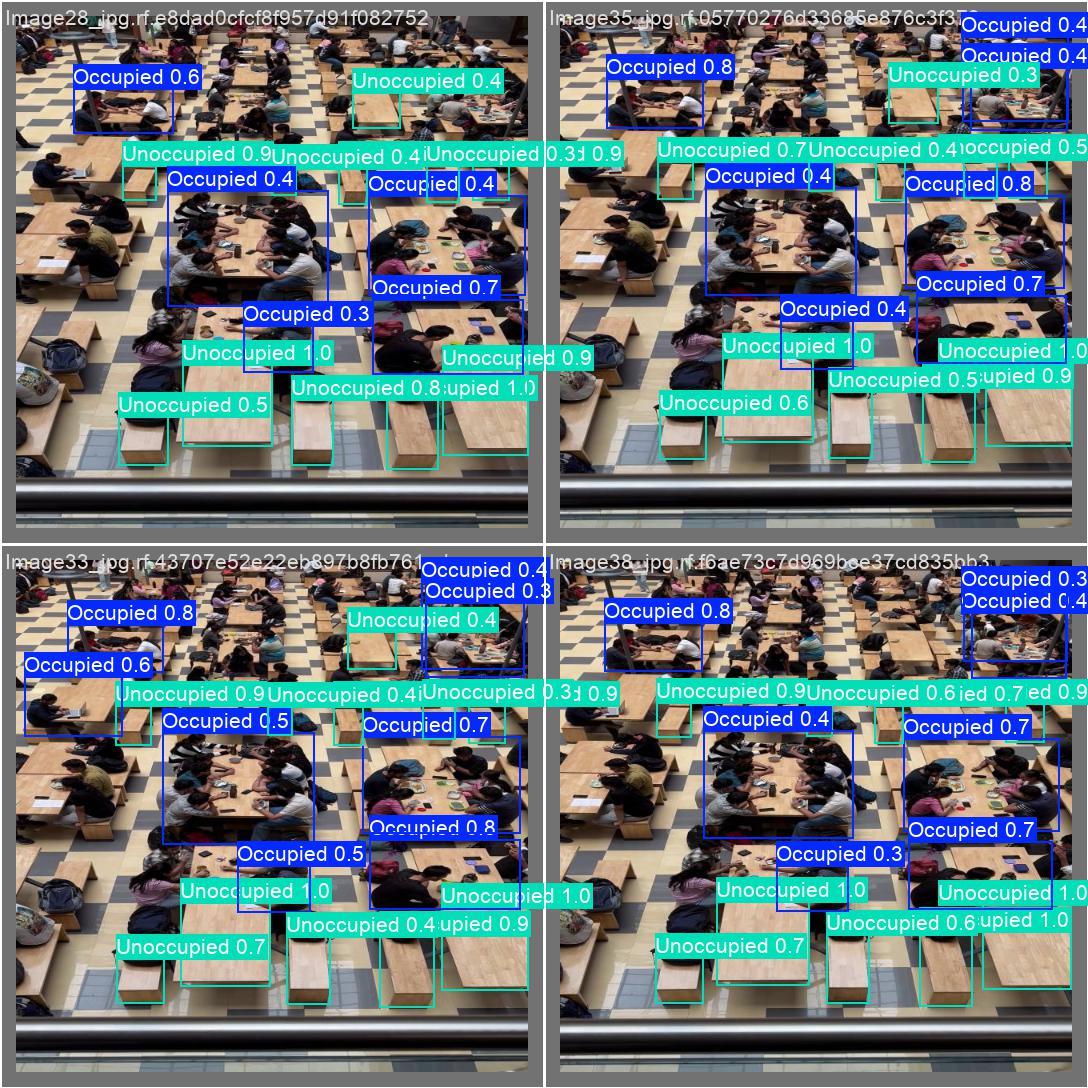 Image28_jpg.rf.e8dad0cfcf8f957d91f082752
Occupied 0.6
Unoccupied 0.4
Unoccupied 0.9
Unoccupied 0.4
Unoccupied 0.3
Occupied 0.4
Occupied 0.4
Occupied 0.7
Occupied 0.3
Unoccupied 1.0
Unoccupied 0.9
Unoccupied 0.8
upied 1.0
Unoccupied 0.5
Image35_jpg.rf.05770276d33685e876c3f37
Occupied 0.4
Occupied 0.4
Occupied 0.8
Unoccupied 0.3
0.9
Unoccupied 0.7
Unoccupied 0.4
occupied 0.5
Occupied 0.4
Occupied 0.8
Occupied 0.7
Occupied 0.4
Unoccupied 1.0
Unoccupied 1.0
Unoccupied 0.5
upied 0.9
Unoccupied 0.6
Image33_jpg.rf.43707e52e22eb897b8fb761
Occupied 0.4
Occupied 0.3
Occupied 0.8
Unoccupied 0.4
Occupied 0.6
Unoccupied 0.9
Unoccupied 0.4
Unoccupied 0.3
Occupied 0.5
Occupied 0.7
Occupied 0.8
Occupied 0.5
Unoccupied 1.0
Unoccupied 1.0
Unoccupied 0.4
upied 0.9
Unoccupied 0.7
Image38_jpg.rf.f6ae73c7d969bce37cd835bb3
Occupied 0.3
Occupied 0.4
Occupied 0.8
0.9
Unoccupied 0.9
Unoccupied 0.6
ied 0.7
ed 0.9
Occupied 0.4
Occupied 0.7
Occupied 0.7
Occupied 0.3
Unoccupied 1.0
Unoccupied 1.0
Unoccupied 0.6
upied 1.0
Unoccupied 0.7